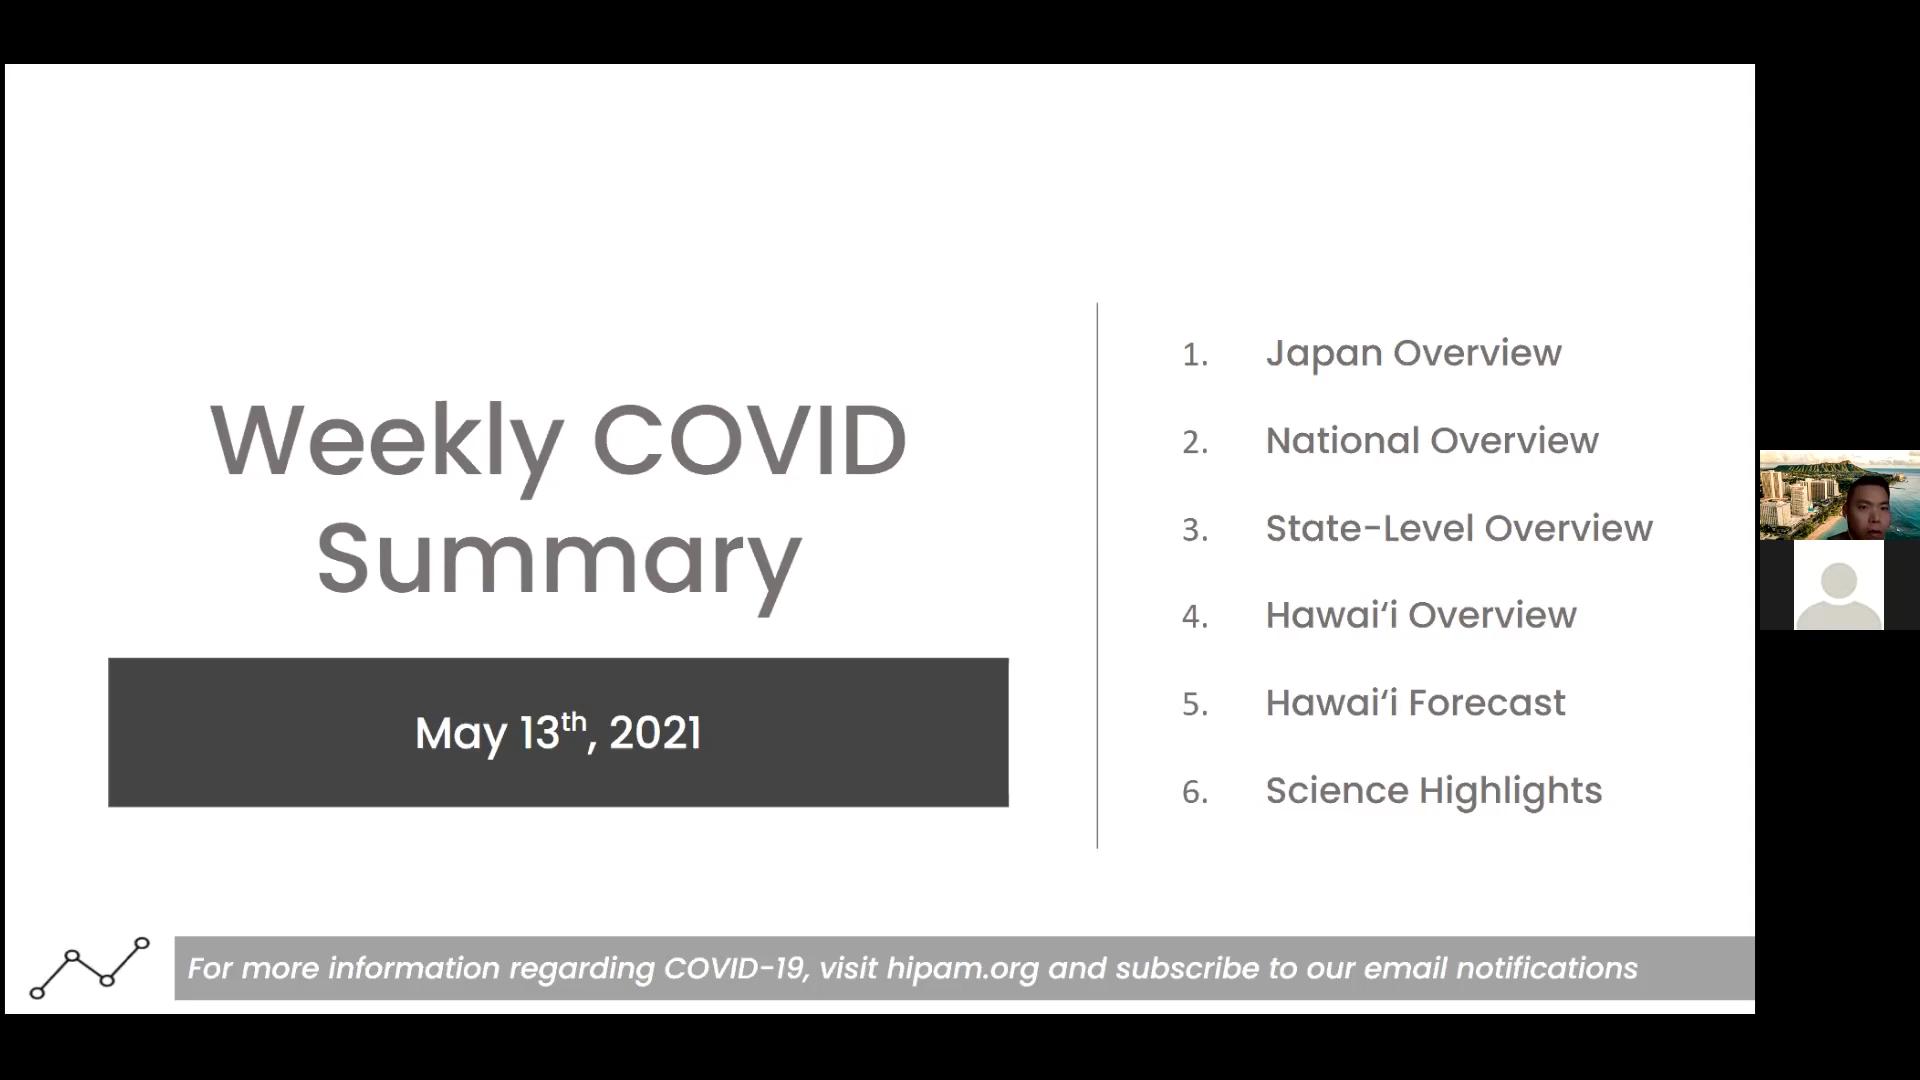 Weekly COVID
Summary
May 13th, 2021
1. Japan Overview
2. National Overview
3. State-Level Overview
4. Hawai‘i Overview
5. Hawai‘i Forecast
6. Science Highlights
For more information regarding COVID-19, visit hipam.org and subscribe to our email notifications